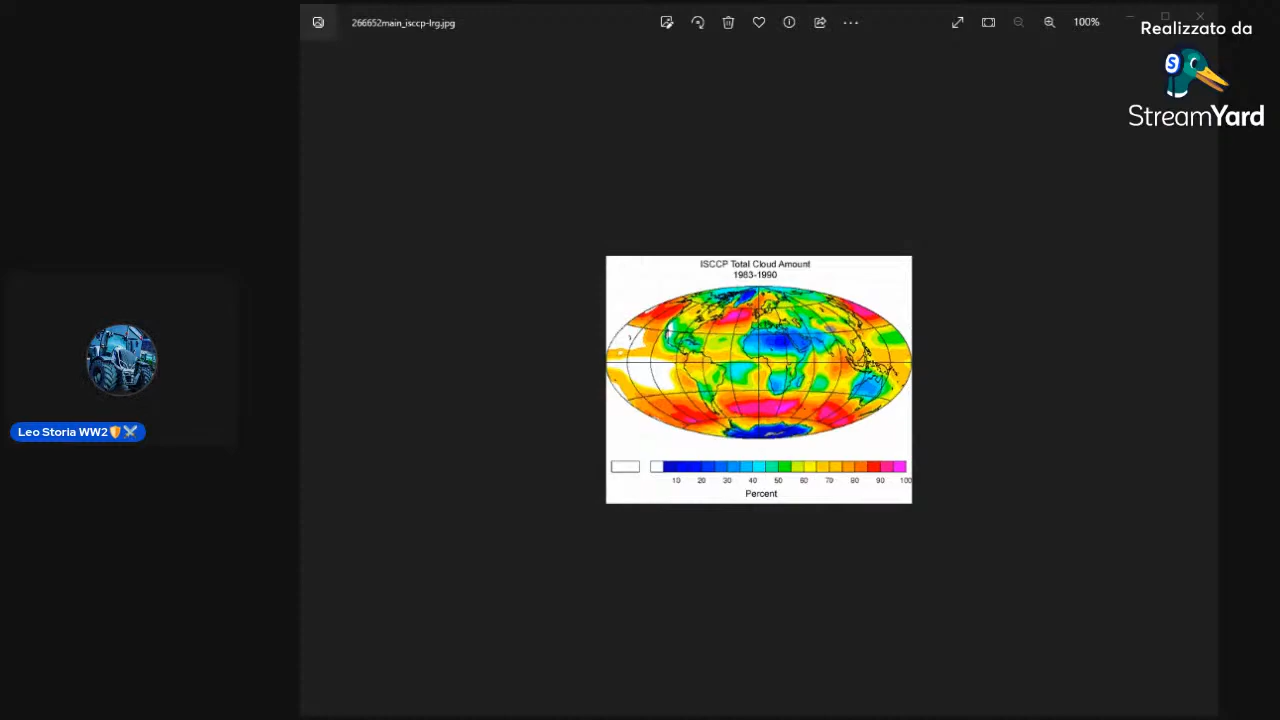 266652main_isccp-lrg.jpg
100%
Realizzato da
StreamYard
ISCCP Total Cloud Amount
1983-1990
10 20 30 40 50 60 70 80 90 100
Percent
Leo Storia WW2